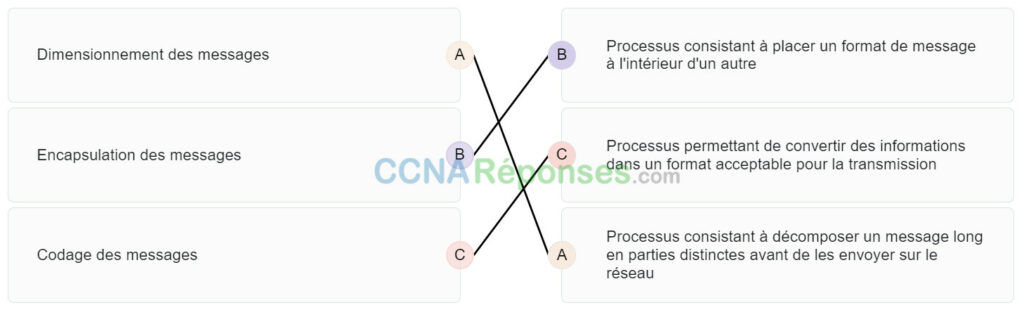 Dimensionnement des messages
A
B
Processus consistant à placer un format de message
à l'intérieur d'un autre
Encapsulation des messages
B
C
Processus permettant de convertir des informations
dans un format acceptable pour la transmission
CCNARéponses.com
Codage des messages
C
A
Processus consistant à décomposer un message long
en parties distinctes avant de les envoyer sur le
réseau